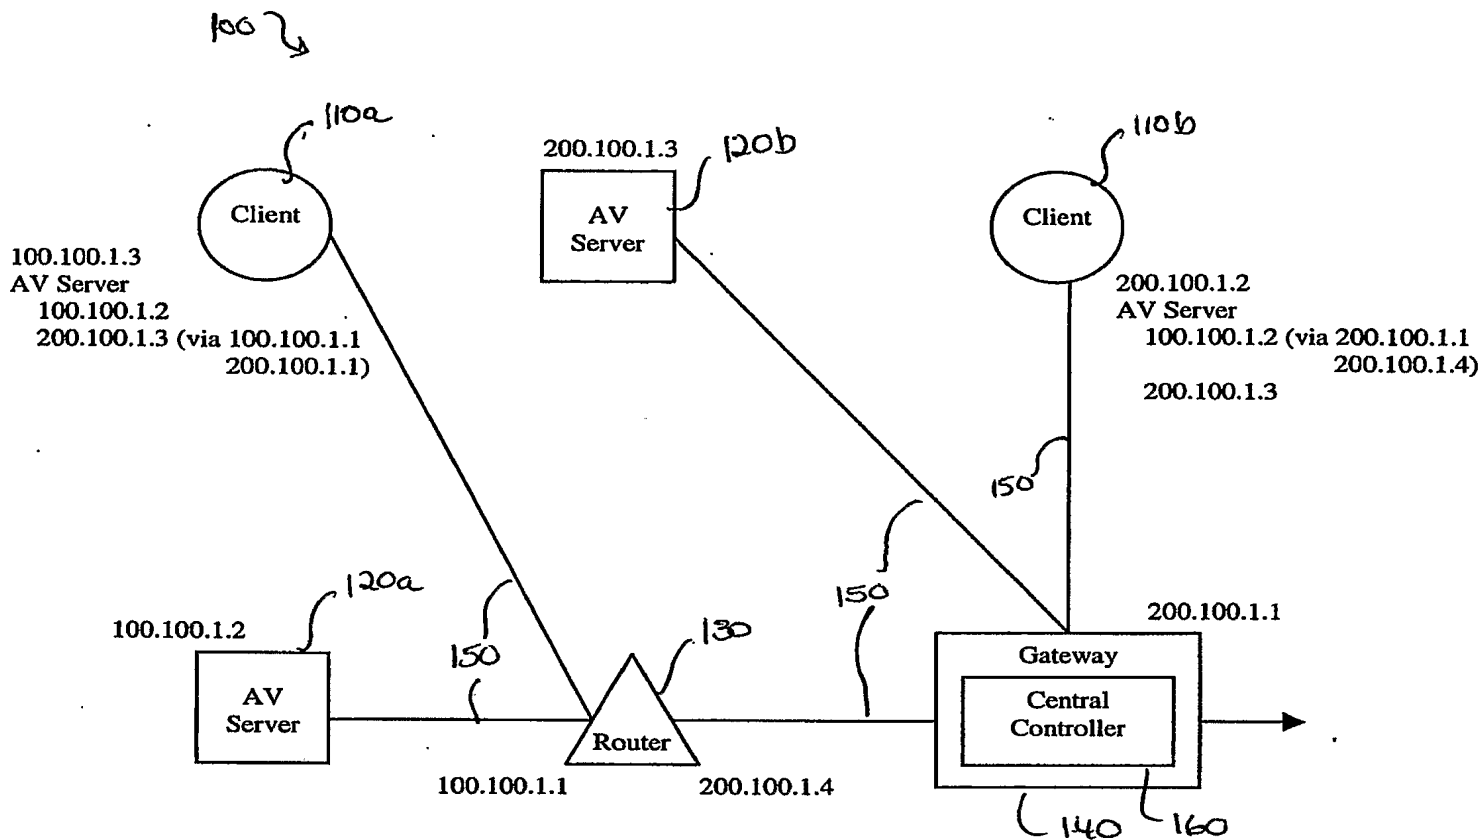 100
110a
Client
100.100.1.3
AV Server
100.100.1.2
200.100.1.3 (via 100.100.1.1
200.100.1.1)
200.100.1.3
120b
AV
Server
110b
Client
200.100.1.2
AV Server
100.100.1.2 (via 200.100.1.1
200.100.1.4)
200.100.1.3
150
150
120a
100.100.1.2
AV
Server
150
130
Router
100.100.1.1
200.100.1.4
200.100.1.1
Gateway
Central
Controller
140
160